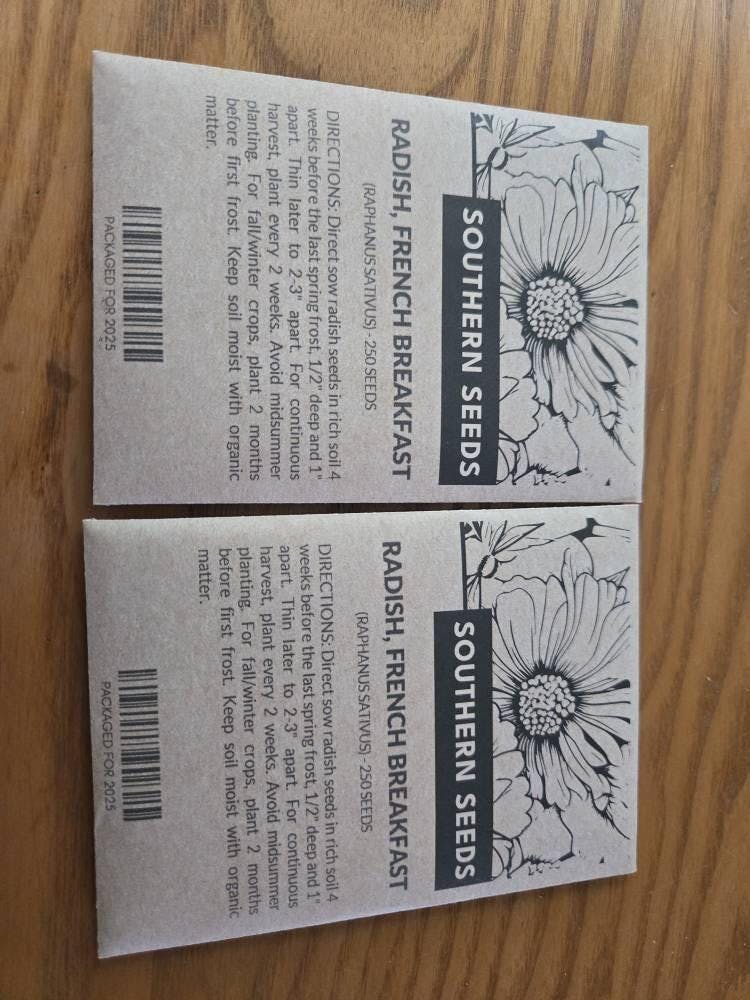 SOUTHERN SEEDS
RADISH, FRENCH BREAKFAST
(RAPHANUS SATIVUS) 250 SEEDS
DIRECTIONS: Direct sow radish seeds in rich soil 4
weeks before the last spring frost, 1/2" deep and 1"
apart. Thin later to 2-3" apart. For continuous
harvest, plant every 2 weeks. Avoid midsummer
planting. For fall/winter crops, plant 2 months
before first frost. Keep soil moist with organic
matter.
PACKAGED FOR 2025
SOUTHERN SEEDS
RADISH, FRENCH BREAKFAST
(RAPHANUS SATIVUS) 250 SEEDS
DIRECTIONS: Direct sow radish seeds in rich soil 4
weeks before the last spring frost, 1/2" deep and 1"
apart. Thin later to 2-3" apart. For continuous
harvest, plant every 2 weeks. Avoid midsummer
planting. For fall/winter crops, plant 2 months
before first frost. Keep soil moist with organic
matter.
PACKAGED FOR 2025